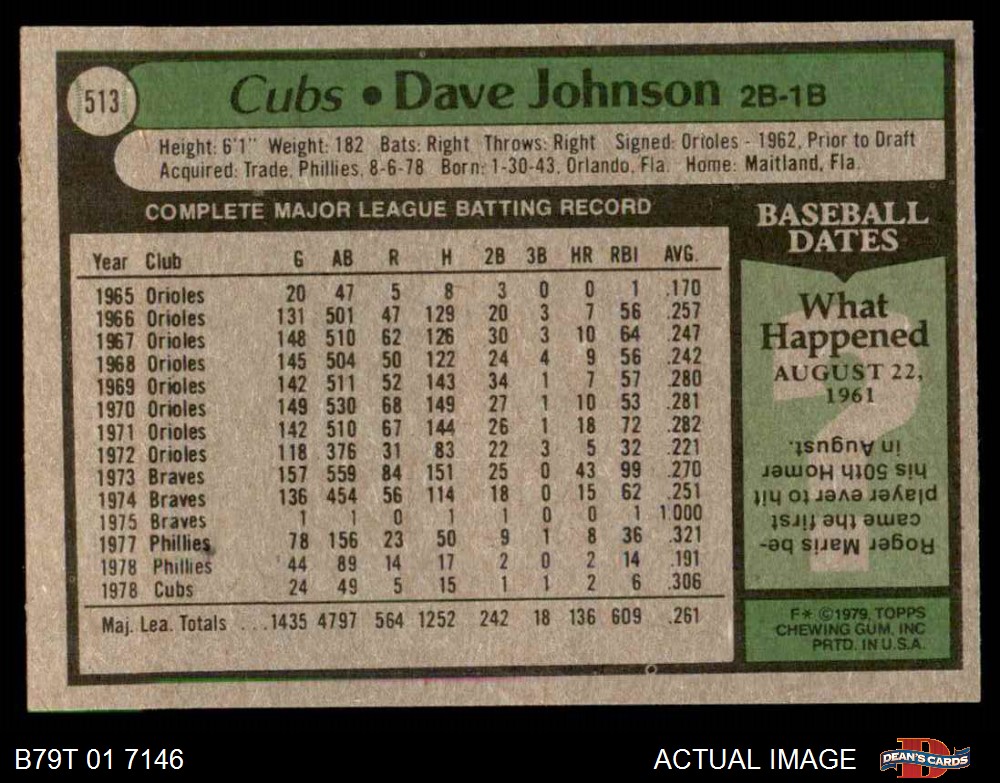 513
Cubs • Dave Johnson 2B-1B
Height: 6'1" Weight: 182 Bats: Right Throws: Right Signed: Orioles - 1962, Prior to Draft
Acquired: Trade, Phillies, 8-6-78 Born: 1-30-43, Orlando, Fla. Home: Maitland, Fla.
COMPLETE MAJOR LEAGUE BATTING RECORD
Year Club G AB R H 2B 3B HR RBI AVG.
1965 Orioles 20 47 5 8 3 0 0 1 .170
1966 Orioles 131 501 47 129 20 3 7 56 .257
1967 Orioles 148 510 62 126 30 3 10 64 .247
1968 Orioles 145 504 50 122 24 4 9 56 .242
1969 Orioles 142 511 52 143 34 1 7 57 .280
1970 Orioles 149 530 68 149 27 1 10 53 .281
1971 Orioles 142 510 67 144 26 1 18 72 .282
1972 Orioles 118 376 31 83 22 3 5 32 .221
1973 Braves 157 559 84 151 25 0 43 99 .270
1974 Braves 136 454 56 114 18 0 15 62 .251
1975 Braves 1 1 0 1 1 0 0 1 1.000
1977 Phillies 78 156 23 50 9 1 8 36 .321
1978 Phillies 44 89 14 17 2 0 2 14 .191
1978 Cubs 24 49 5 15 1 1 2 6 .306
Maj. Lea. Totals ...1435 4797 564 1252 242 18 136 609 .261
BASEBALL
DATES
What
Happened
AUGUST 22,
1961
Roger Maris be-
came the first
player ever to hit
his 50th Homer
in August.
F* ©1979, TOPPS
CHEWING GUM, INC
PRTD. IN U.S.A.
B79T 01 7146
ACTUAL IMAGE
DEAN'S CARDS